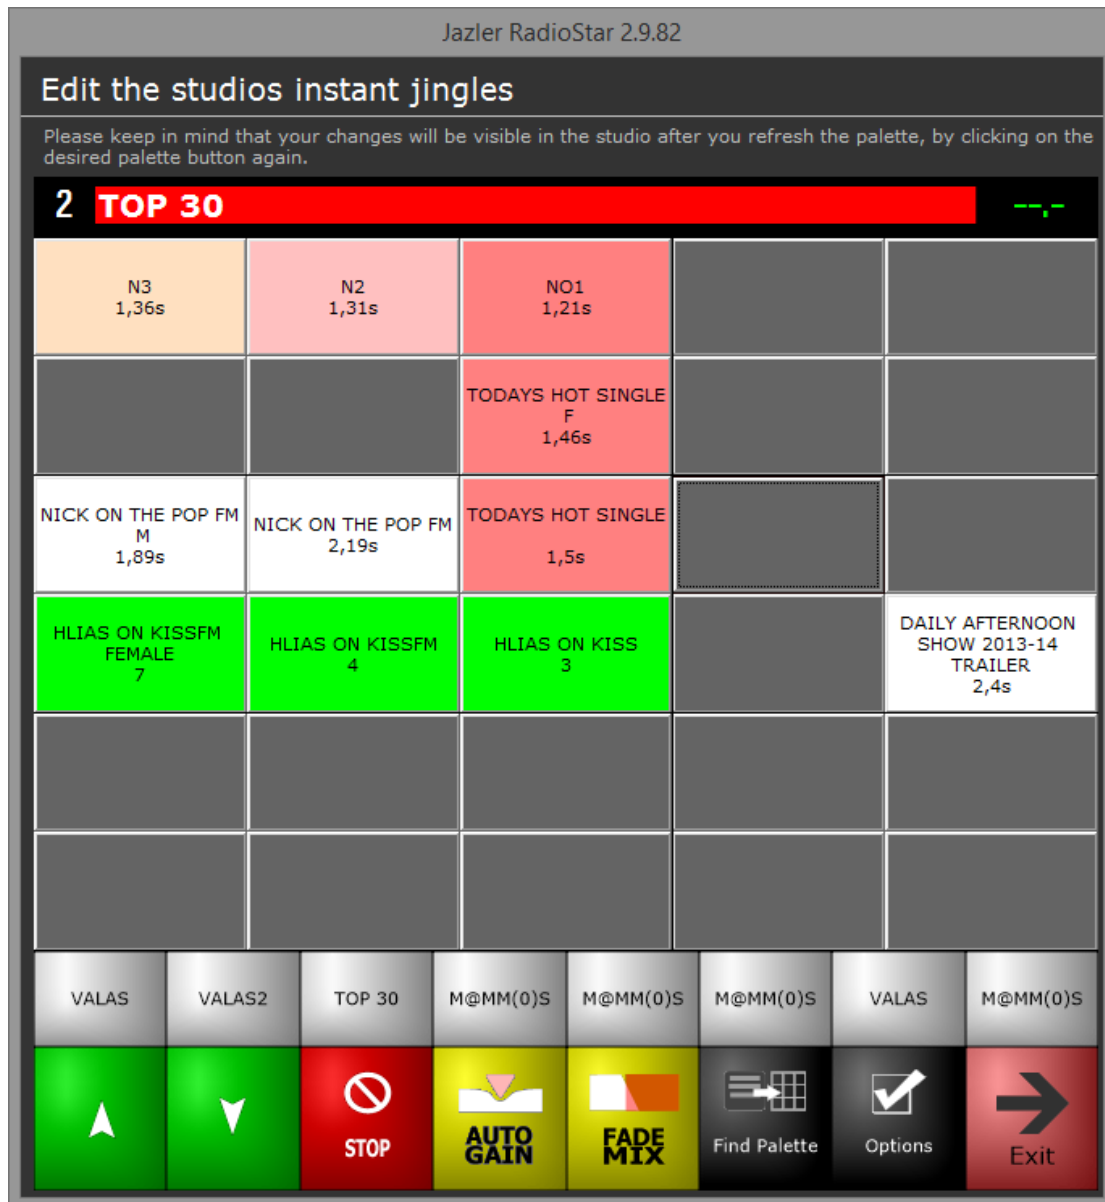 Jazler RadioStar 2.9.82
Edit the studios instant jingles
Please keep in mind that your changes will be visible in the studio after you refresh the palette, by clicking on the
desired palette button again.
2 TOP 30 --.-
N3
1,36s
N2
1,31s
NO1
1,21s
TODAYS HOT SINGLE
F
1,46s
NICK ON THE POP FM
M
1,89s
NICK ON THE POP FM
2,19s
TODAYS HOT SINGLE
1,5s
HLIAS ON KISSFM
FEMALE
7
HLIAS ON KISSFM
4
HLIAS ON KISS
3
DAILY AFTERNOON
SHOW 2013-14
TRAILER
2,4s
VALAS
VALAS2
TOP 30
M@MM(0)S
M@MM(0)S
M@MM(0)S
VALAS
M@MM(0)S
STOP
AUTO
GAIN
FADE
MIX
Find Palette
Options
Exit